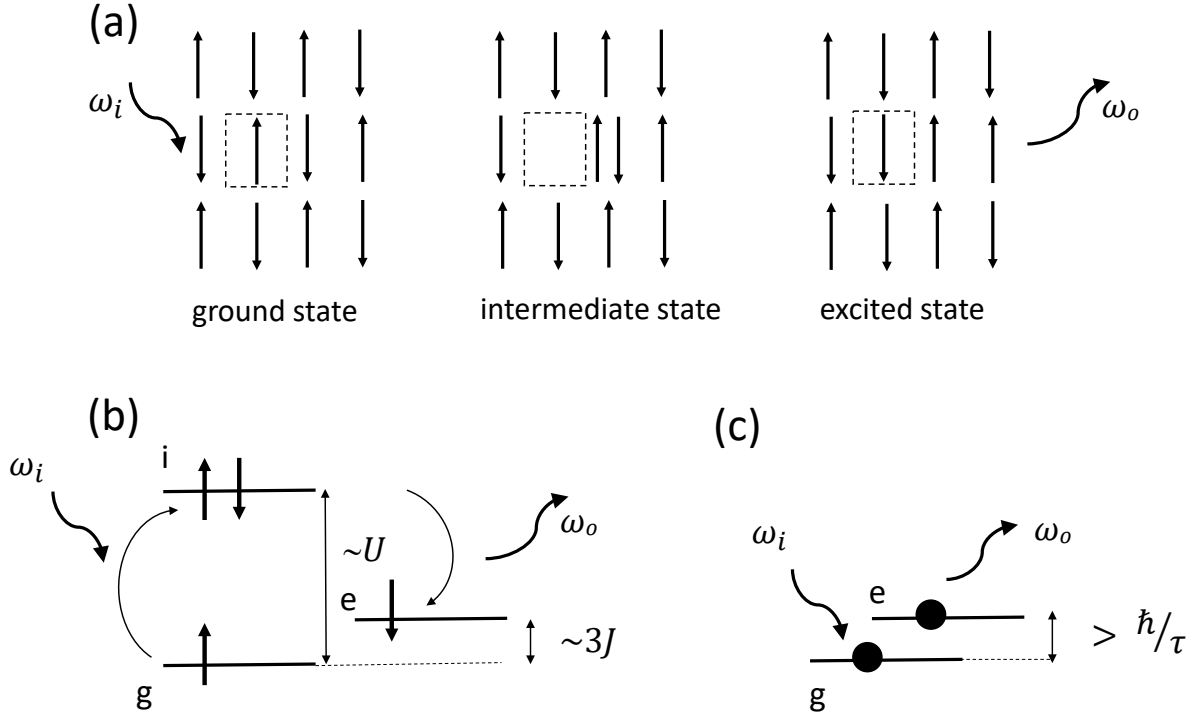 (a)
ω_i
ω_o
ground state
intermediate state
excited state
(b)
(c)
ω_i
i
~U
ω_o
e
~3J
g
ω_i
ω_o
e
> ℏ/τ
g